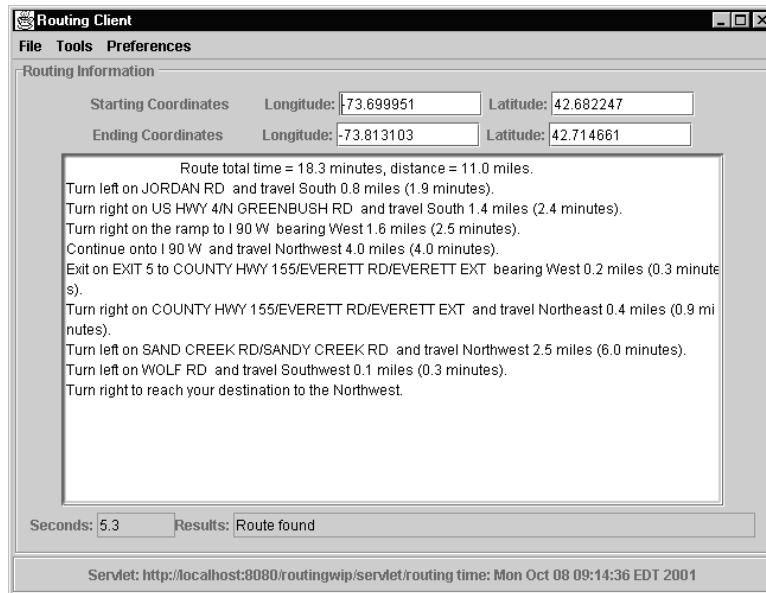 Routing Client
File Tools Preferences
Routing Information
Starting Coordinates Longitude: -73.699951 Latitude: 42.682247
Ending Coordinates Longitude: -73.813103 Latitude: 42.714661
Route total time = 18.3 minutes, distance = 11.0 miles.
Turn left on JORDAN RD and travel South 0.8 miles (1.9 minutes).
Turn right on US HWY 4/N GREENBUSH RD and travel South 1.4 miles (2.4 minutes).
Turn right on the ramp to I 90 W bearing West 1.6 miles (2.5 minutes).
Continue onto I 90 W and travel Northwest 4.0 miles (4.0 minutes).
Exit on EXIT 5 to COUNTY HWY 155/EVERETT RD/EVERETT EXT bearing West 0.2 miles (0.3 minute
s).
Turn right on COUNTY HWY 155/EVERETT RD/EVERETT EXT and travel Northeast 0.4 miles (0.9 mi
nutes).
Turn left on SAND CREEK RD/SANDY CREEK RD and travel Northwest 2.5 miles (6.0 minutes).
Turn left on WOLF RD and travel Southwest 0.1 miles (0.3 minutes).
Turn right to reach your destination to the Northwest.
Seconds: 5.3 Results: Route found
Servlet: http://localhost:8080/routingwip/servlet/routing time: Mon Oct 08 09:14:36 EDT 2001